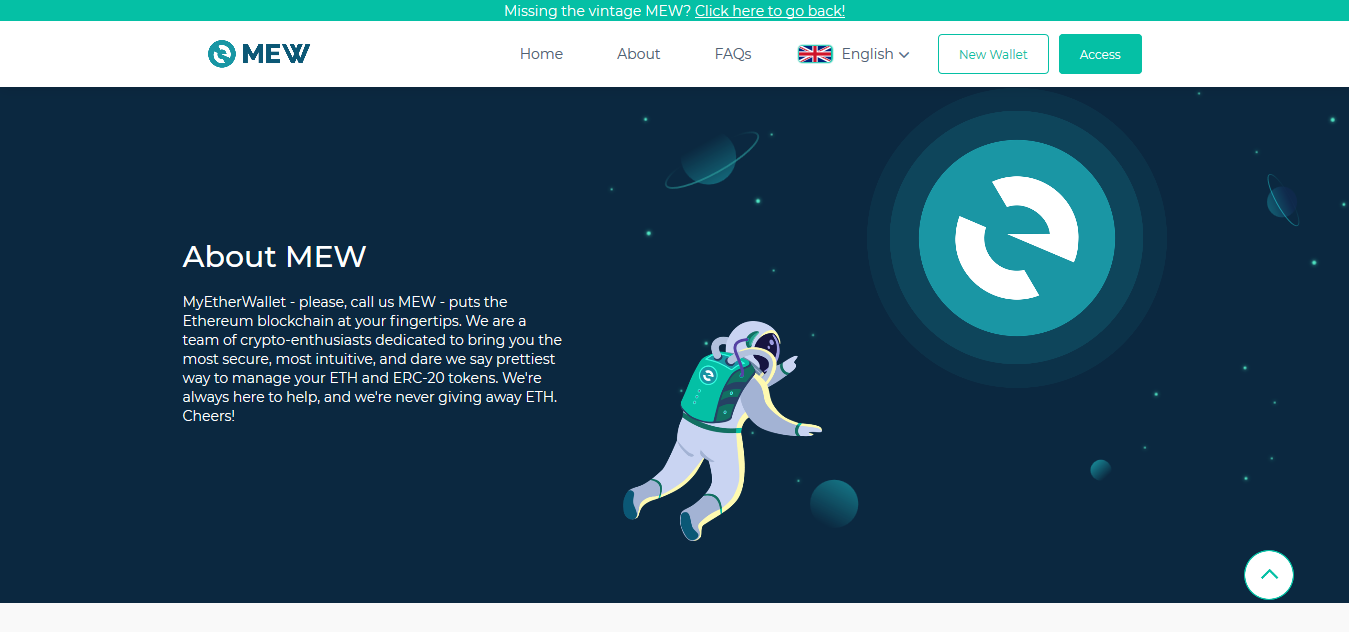 Missing the vintage MEW? Click here to go back!
MEW
Home
About
FAQs
English
New Wallet
Access
About MEW
MyEtherWallet - please, call us MEW - puts the
Ethereum blockchain at your fingertips. We are a
team of crypto-enthusiasts dedicated to bring you the
most secure, most intuitive, and dare we say prettiest
way to manage your ETH and ERC-20 tokens. We're
always here to help, and we're never giving away ETH.
Cheers!